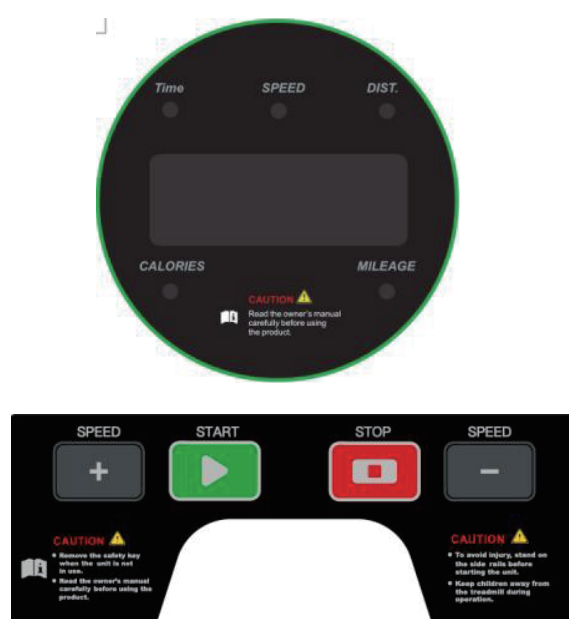 Time SPEED DIST.
CALORIES MILEAGE
CAUTION
Read the owner's manual
carefully before using
the product.
SPEED START STOP SPEED
+ −
CAUTION
• Remove the safety key
when the unit is not
in use.
• Read the owner's manual
carefully before using the
product.
CAUTION
• To avoid injury, stand on
the side rails before
starting the unit.
• Keep children away from
the treadmill during
operation.